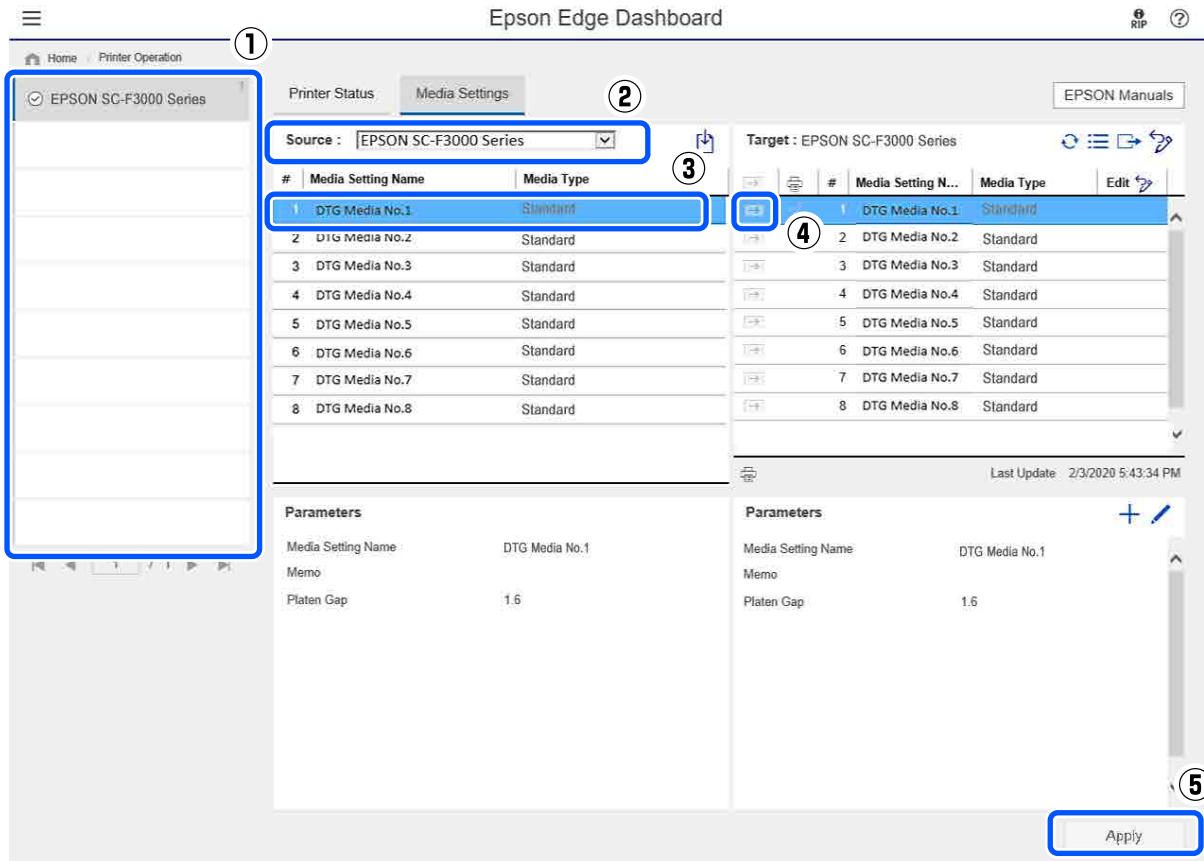 Epson Edge Dashboard
RIP
?
①
Home / Printer Operation
EPSON SC-F3000 Series
1
Printer Status
Media Settings
②
EPSON Manuals
Source : EPSON SC-F3000 Series
③
# Media Setting Name Media Type
1 DTG Media No.1 Standard
2 DTG Media No.2 Standard
3 DTG Media No.3 Standard
4 DTG Media No.4 Standard
5 DTG Media No.5 Standard
6 DTG Media No.6 Standard
7 DTG Media No.7 Standard
8 DTG Media No.8 Standard
Target : EPSON SC-F3000 Series
# Media Setting N... Media Type Edit
1 DTG Media No.1 Standard
④
2 DTG Media No.2 Standard
3 DTG Media No.3 Standard
4 DTG Media No.4 Standard
5 DTG Media No.5 Standard
6 DTG Media No.6 Standard
7 DTG Media No.7 Standard
8 DTG Media No.8 Standard
Last Update 2/3/2020 5:43:34 PM
Parameters
Media Setting Name DTG Media No.1
Memo
Platen Gap 1.6
Parameters
Media Setting Name DTG Media No.1
Memo
Platen Gap 1.6
1 / 1
⑤
Apply